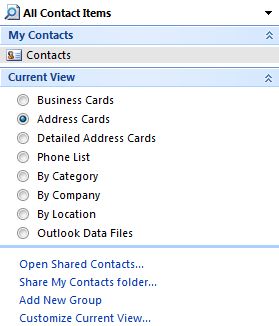 All Contact Items
My Contacts
Contacts
Current View
Business Cards
Address Cards
Detailed Address Cards
Phone List
By Category
By Company
By Location
Outlook Data Files
Open Shared Contacts...
Share My Contacts folder...
Add New Group
Customize Current View...